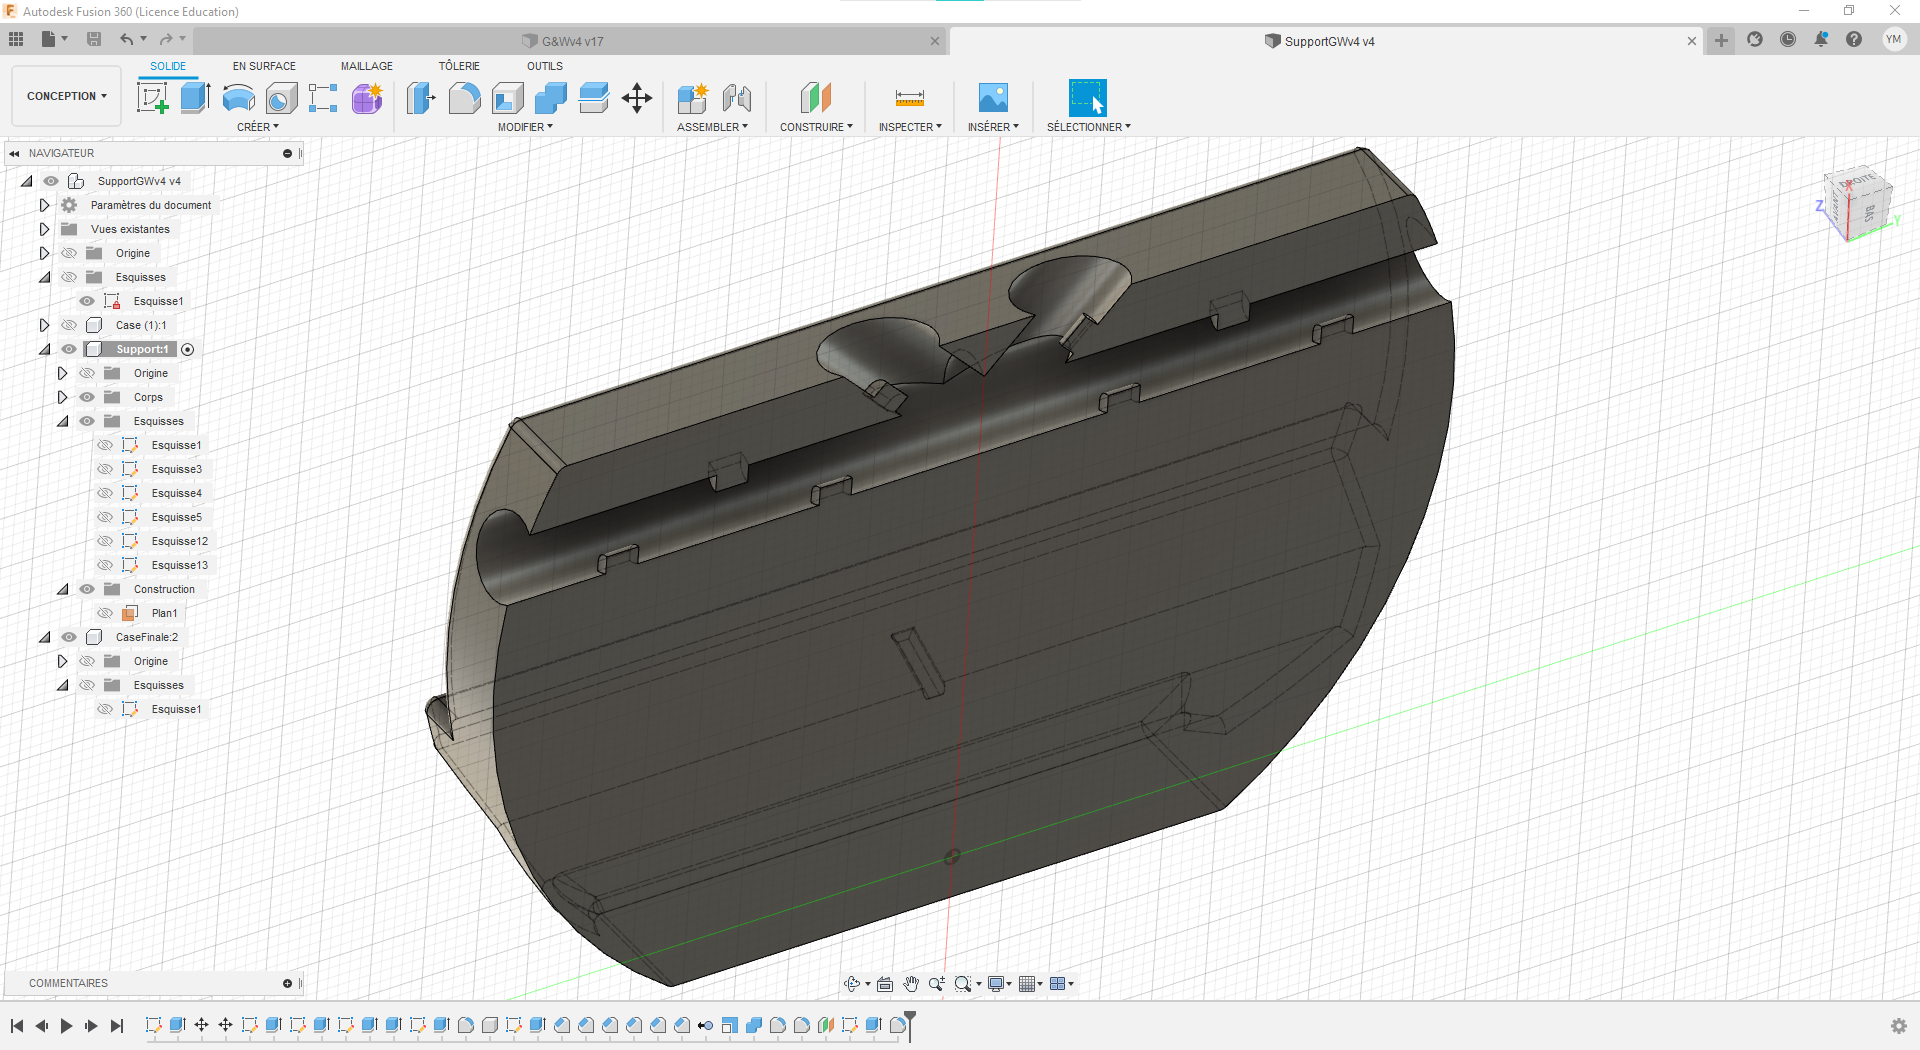 Autodesk Fusion 360 (Licence Education)
G&Wv4 v17
SupportGWv4 v4
YM
CONCEPTION
SOLIDE
EN SURFACE
MAILLAGE
TÔLERIE
OUTILS
CRÉER
MODIFIER
ASSEMBLER
CONSTRUIRE
INSPECTER
INSÉRER
SÉLECTIONNER
NAVIGATEUR
SupportGWv4 v4
Paramètres du document
Vues existantes
Origine
Esquisses
Esquisse1
Case (1):1
Support:1
Origine
Corps
Esquisses
Esquisse1
Esquisse3
Esquisse4
Esquisse5
Esquisse12
Esquisse13
Construction
Plan1
CaseFinale:2
Origine
Esquisses
Esquisse1
DROITE
X
Z
BAS
Y
COMMENTAIRES